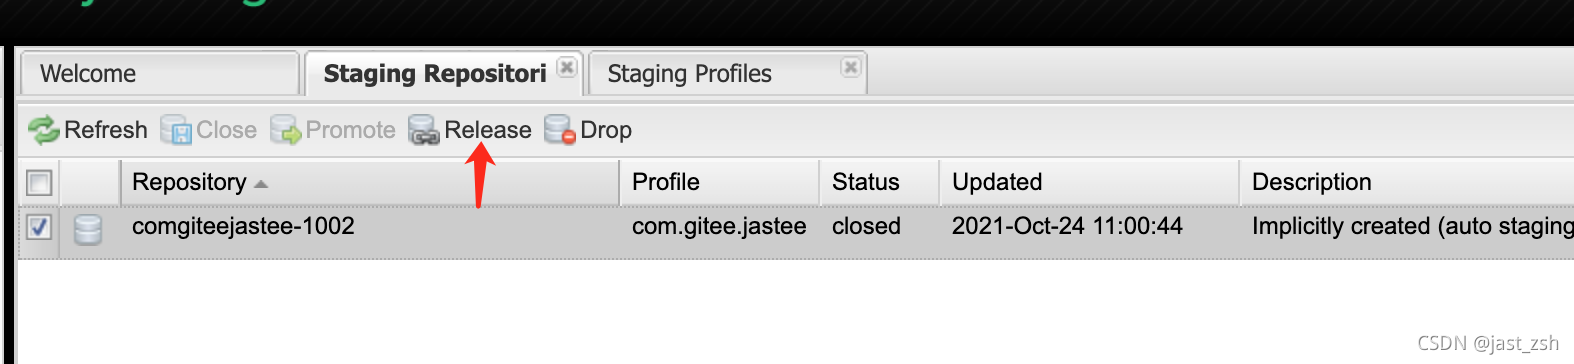 Welcome Staging Repositori Staging Profiles
Refresh Close Promote Release Drop
Repository Profile Status Updated Description
comgiteejastee-1002 com.gitee.jastee closed 2021-Oct-24 11:00:44 Implicitly created (auto staging
CSDN @jast_zsh